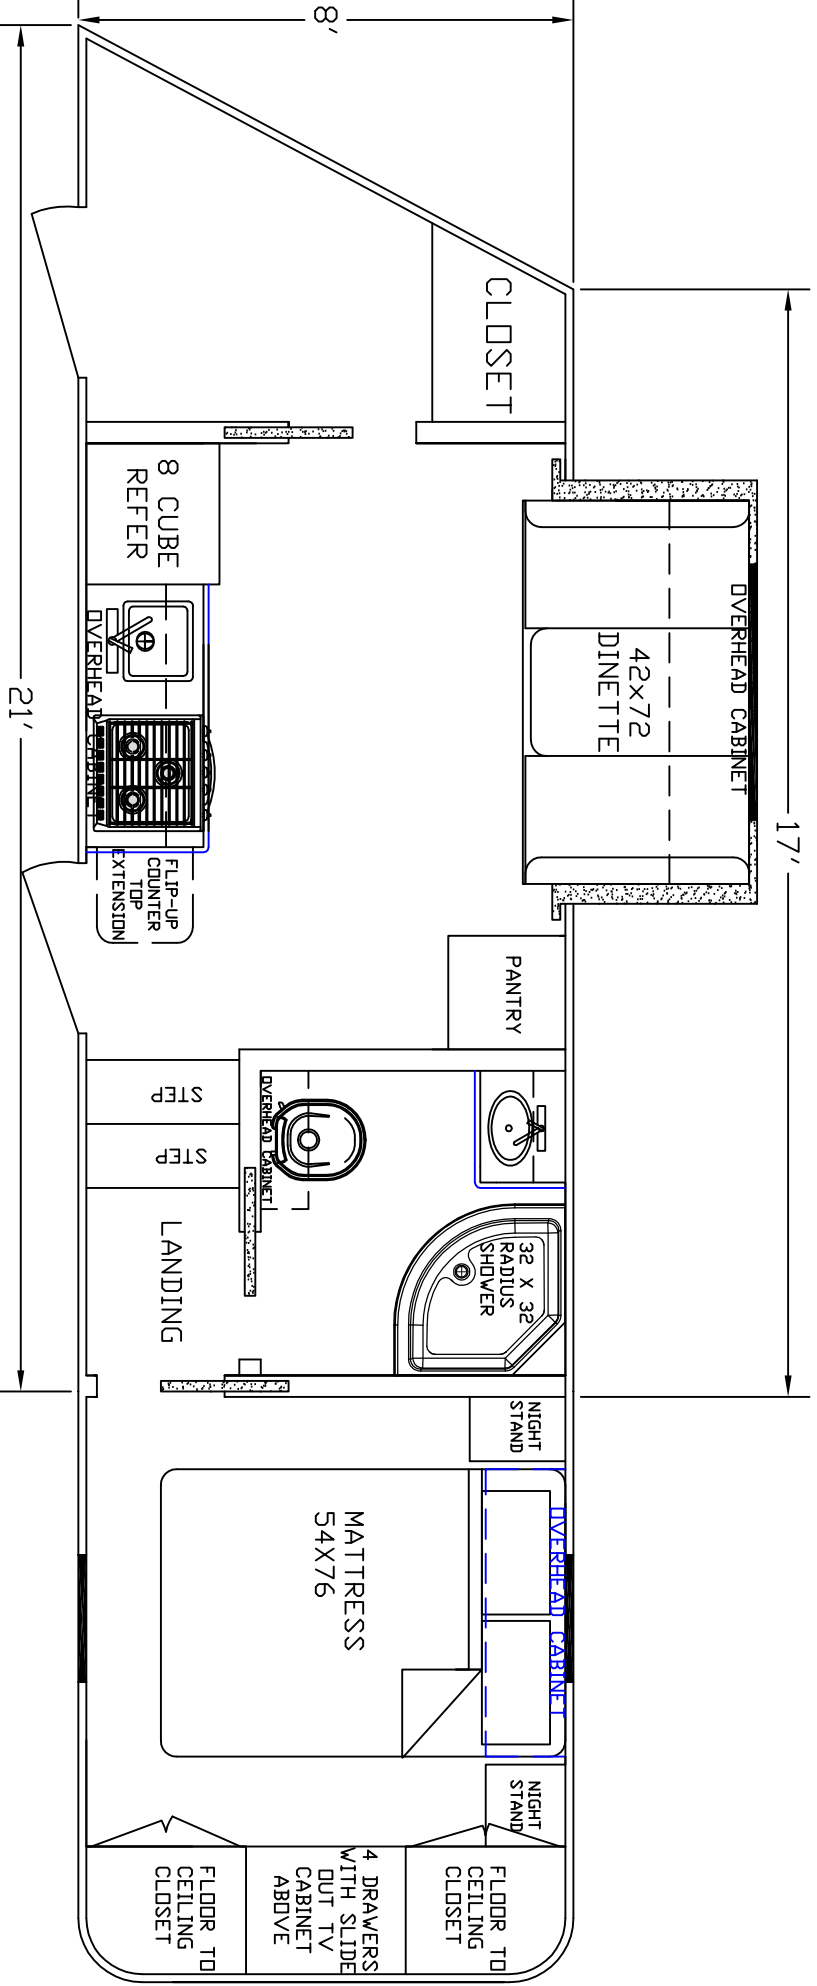 8'
21'
17'
CLOSET
8 CUBE
REFER
OVERHEAD CABINET
42x72
DINETTE
OVERHEAD CABINET
FLIP-UP
COUNTER
TOP
EXTENSION
PANTRY
STEP
STEP
OVERHEAD CABINET
LANDING
32 X 32
RADIUS
SHOWER
NIGHT
STAND
MATTRESS
54X76
OVERHEAD CABINET
NIGHT
STAND
FLOOR TO
CEILING
CLOSET
4 DRAWERS
WITH SLIDE
OUT TV
CABINET
ABOVE
FLOOR TO
CEILING
CLOSET